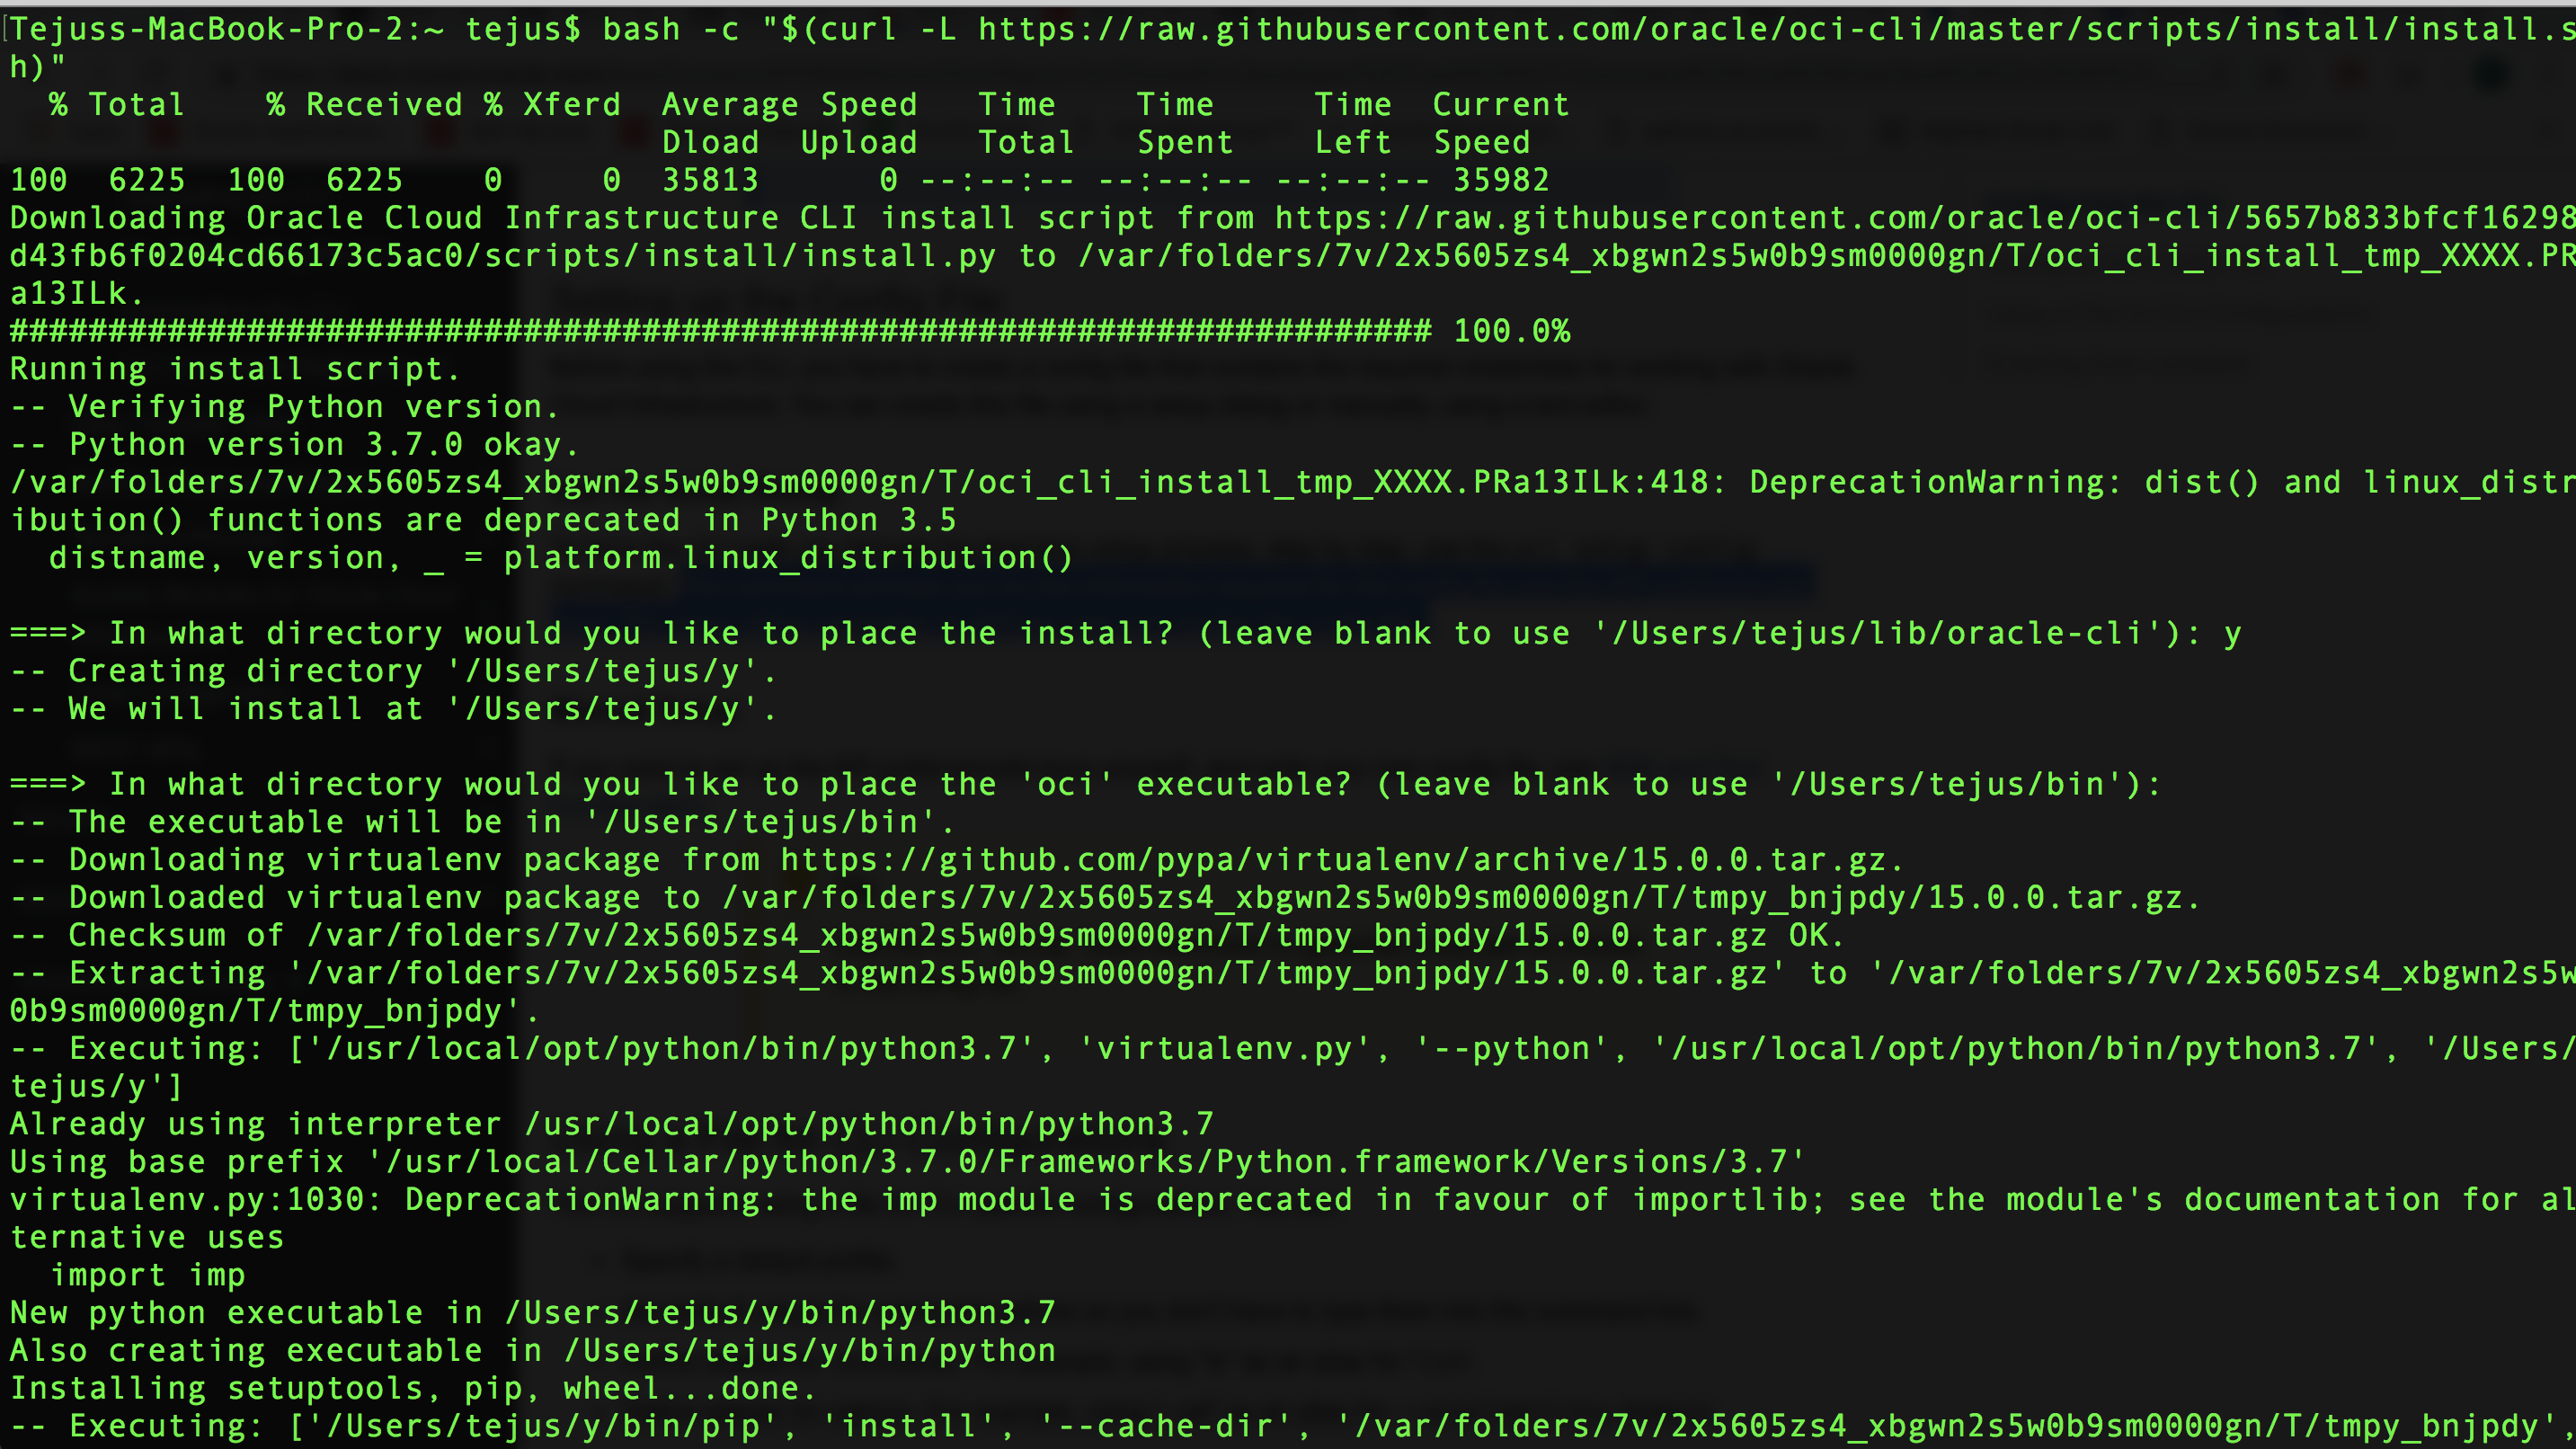 Tejuss-MacBook-Pro-2:~ tejus$ bash -c "$(curl -L https://raw.githubusercontent.com/oracle/oci-cli/master/scripts/install/install.s
h)"
% Total % Received % Xferd Average Speed Time Time Time Current
Dload Upload Total Spent Left Speed
100 6225 100 6225 0 0 35813 0 --:--:-- --:--:-- --:--:-- 35982
Downloading Oracle Cloud Infrastructure CLI install script from https://raw.githubusercontent.com/oracle/oci-cli/5657b833bfcf16298
d43fb6f0204cd66173c5ac0/scripts/install/install.py to /var/folders/7v/2x5605zs4_xbgwn2s5w0b9sm0000gn/T/oci_cli_install_tmp_XXXX.PR
a13ILk.
######################################################################## 100.0%
Running install script.
-- Verifying Python version.
-- Python version 3.7.0 okay.
/var/folders/7v/2x5605zs4_xbgwn2s5w0b9sm0000gn/T/oci_cli_install_tmp_XXXX.PRa13ILk:418: DeprecationWarning: dist() and linux_distr
ibution() functions are deprecated in Python 3.5
distname, version, _ = platform.linux_distribution()
===> In what directory would you like to place the install? (leave blank to use '/Users/tejus/lib/oracle-cli'): y
-- Creating directory '/Users/tejus/y'.
-- We will install at '/Users/tejus/y'.
===> In what directory would you like to place the 'oci' executable? (leave blank to use '/Users/tejus/bin'):
-- The executable will be in '/Users/tejus/bin'.
-- Downloading virtualenv package from https://github.com/pypa/virtualenv/archive/15.0.0.tar.gz.
-- Downloaded virtualenv package to /var/folders/7v/2x5605zs4_xbgwn2s5w0b9sm0000gn/T/tmpy_bnjpdy/15.0.0.tar.gz.
-- Checksum of /var/folders/7v/2x5605zs4_xbgwn2s5w0b9sm0000gn/T/tmpy_bnjpdy/15.0.0.tar.gz OK.
-- Extracting '/var/folders/7v/2x5605zs4_xbgwn2s5w0b9sm0000gn/T/tmpy_bnjpdy/15.0.0.tar.gz' to '/var/folders/7v/2x5605zs4_xbgwn2s5w
0b9sm0000gn/T/tmpy_bnjpdy'.
-- Executing: ['/usr/local/opt/python/bin/python3.7', 'virtualenv.py', '--python', '/usr/local/opt/python/bin/python3.7', '/Users/
tejus/y']
Already using interpreter /usr/local/opt/python/bin/python3.7
Using base prefix '/usr/local/Cellar/python/3.7.0/Frameworks/Python.framework/Versions/3.7'
virtualenv.py:1030: DeprecationWarning: the imp module is deprecated in favour of importlib; see the module's documentation for al
ternative uses
import imp
New python executable in /Users/tejus/y/bin/python3.7
Also creating executable in /Users/tejus/y/bin/python
Installing setuptools, pip, wheel...done.
-- Executing: ['/Users/tejus/y/bin/pip', 'install', '--cache-dir', '/var/folders/7v/2x5605zs4_xbgwn2s5w0b9sm0000gn/T/tmpy_bnjpdy',